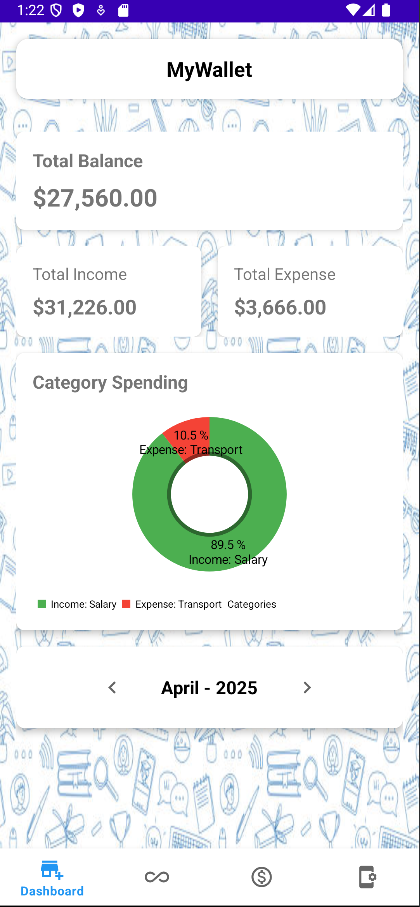 1:22
MyWallet
Total Balance
$27,560.00
Total Income
$31,226.00
Total Expense
$3,666.00
Category Spending
10.5 %
Expense: Transport
89.5 %
Income: Salary
Income: Salary Expense: Transport Categories
April - 2025
Dashboard